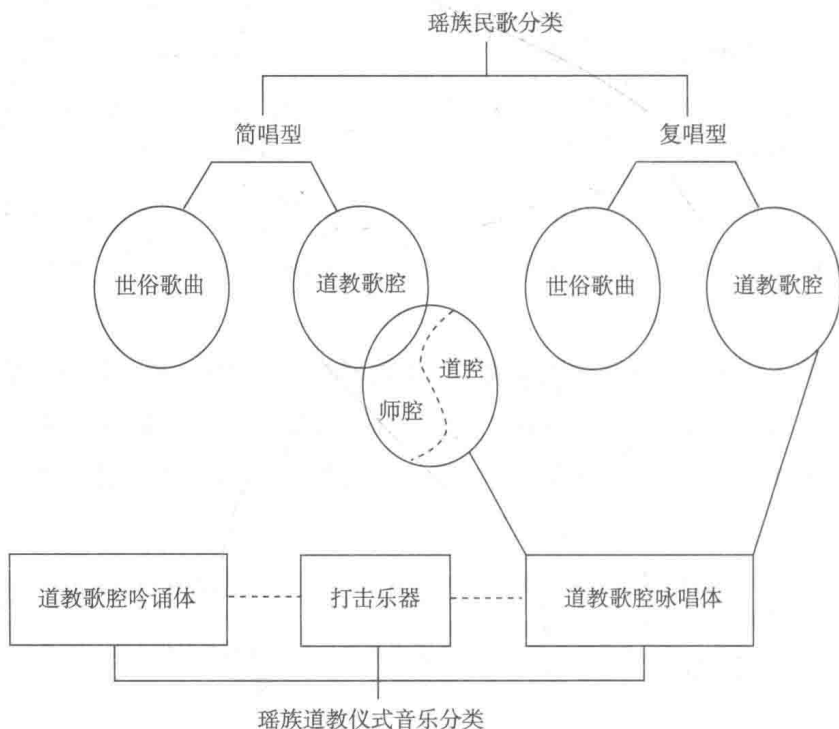 瑶族民歌分类
简唱型
复唱型
世俗歌曲
道教歌腔
世俗歌曲
道教歌腔
道腔
师腔
道教歌腔吟诵体
打击乐器
道教歌腔咏唱体
瑶族道教仪式音乐分类